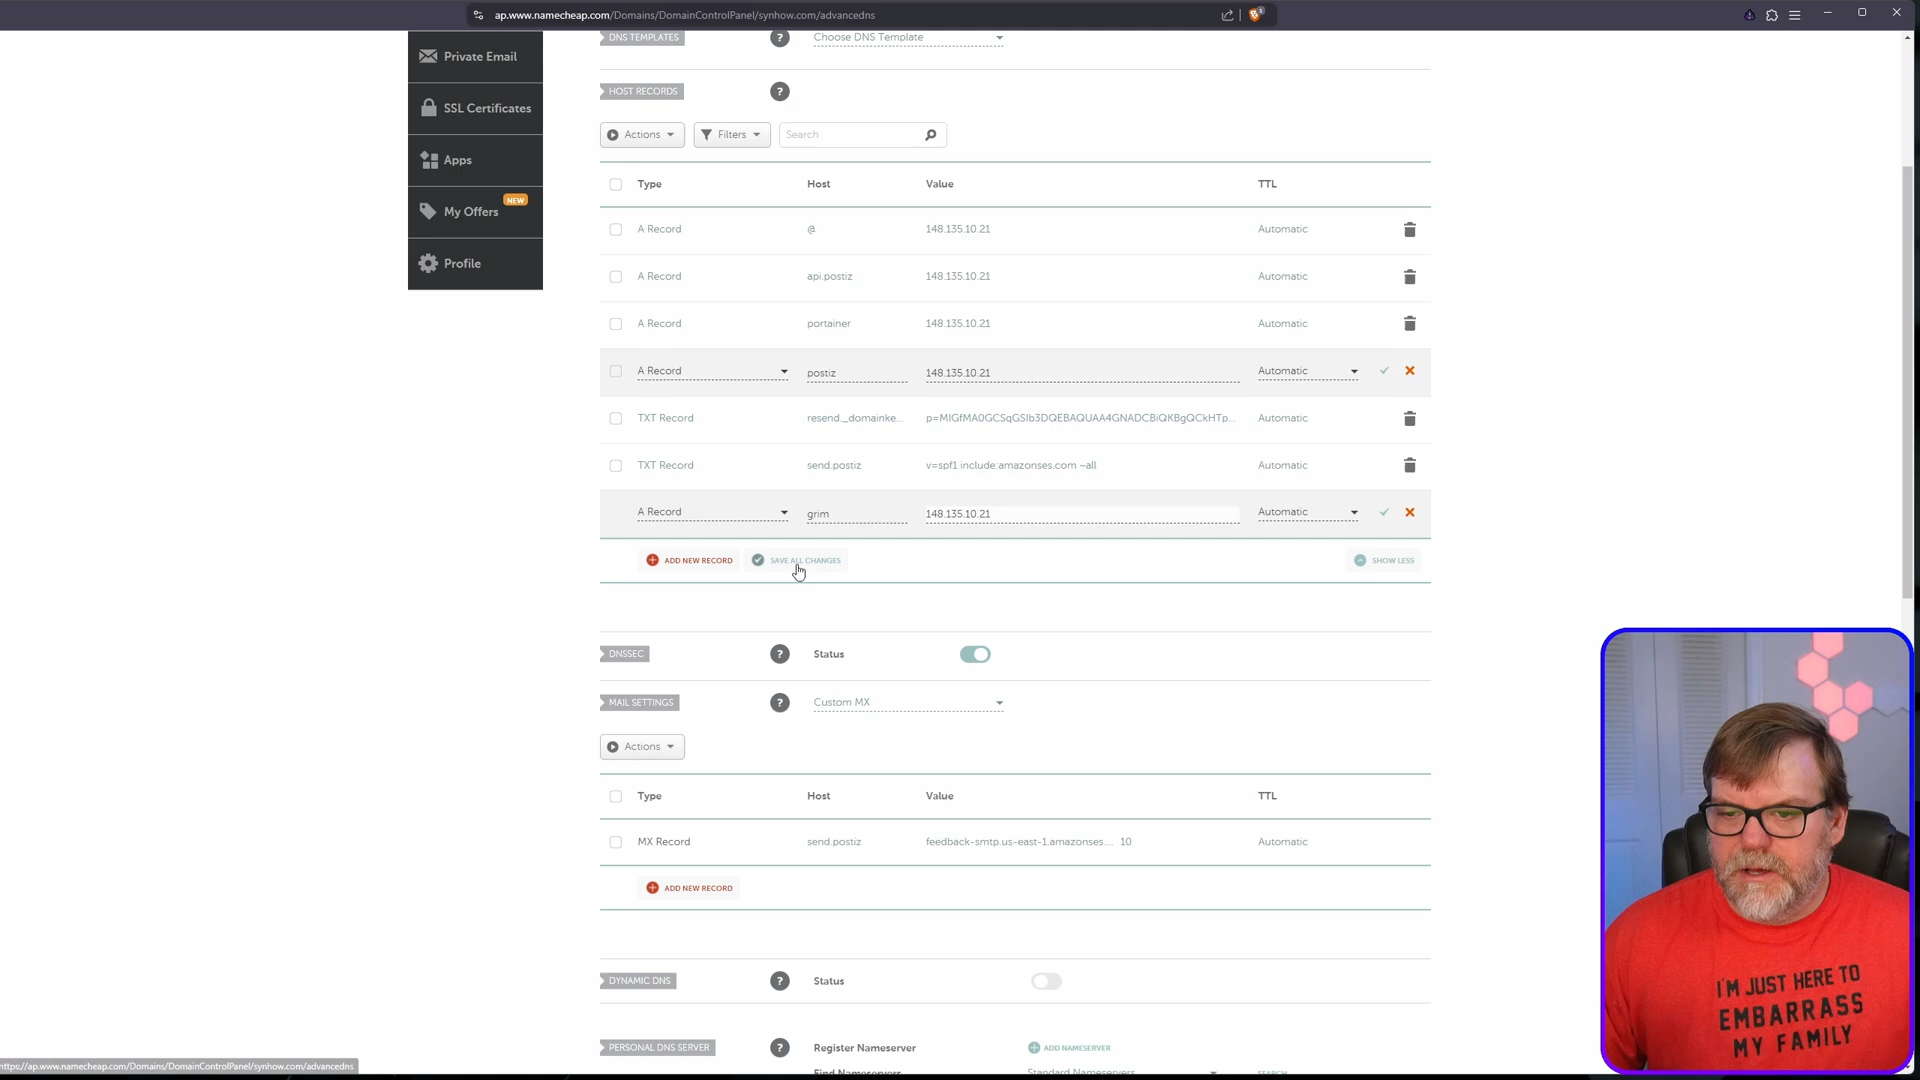 ap.www.namecheap.com/Domains/DomainControlPanel/synhow.com/advancedns
Private Email
SSL Certificates
Apps
My Offers NEW
Profile
DNS TEMPLATES ? Choose DNS Template
HOST RECORDS ?
Actions Filters Search
Type Host Value TTL
A Record @ 148.135.10.21 Automatic
A Record api.postiz 148.135.10.21 Automatic
A Record portainer 148.135.10.21 Automatic
A Record postiz 148.135.10.21 Automatic
TXT Record resend._domainke... p=MIGfMA0GCSqGSIb3DQEBAQUAA4GNADCBiQKBgQCkHTp... Automatic
TXT Record send.postiz v=spf1 include:amazonses.com ~all Automatic
A Record grim 148.135.10.21 Automatic
ADD NEW RECORD SAVE ALL CHANGES SHOW LESS
DNSSEC ? Status
MAIL SETTINGS ? Custom MX
Actions
Type Host Value TTL
MX Record send.postiz feedback-smtp.us-east-1.amazonses.... 10 Automatic
ADD NEW RECORD
DYNAMIC DNS ? Status
PERSONAL DNS SERVER ? Register Nameserver ADD NAMESERVER
Find Nameservers Standard Nameservers SEARCH
https://ap.www.namecheap.com/Domains/DomainControlPanel/synhow.com/advancedns
I'M JUST HERE TO
EMBARRASS
MY FAMILY